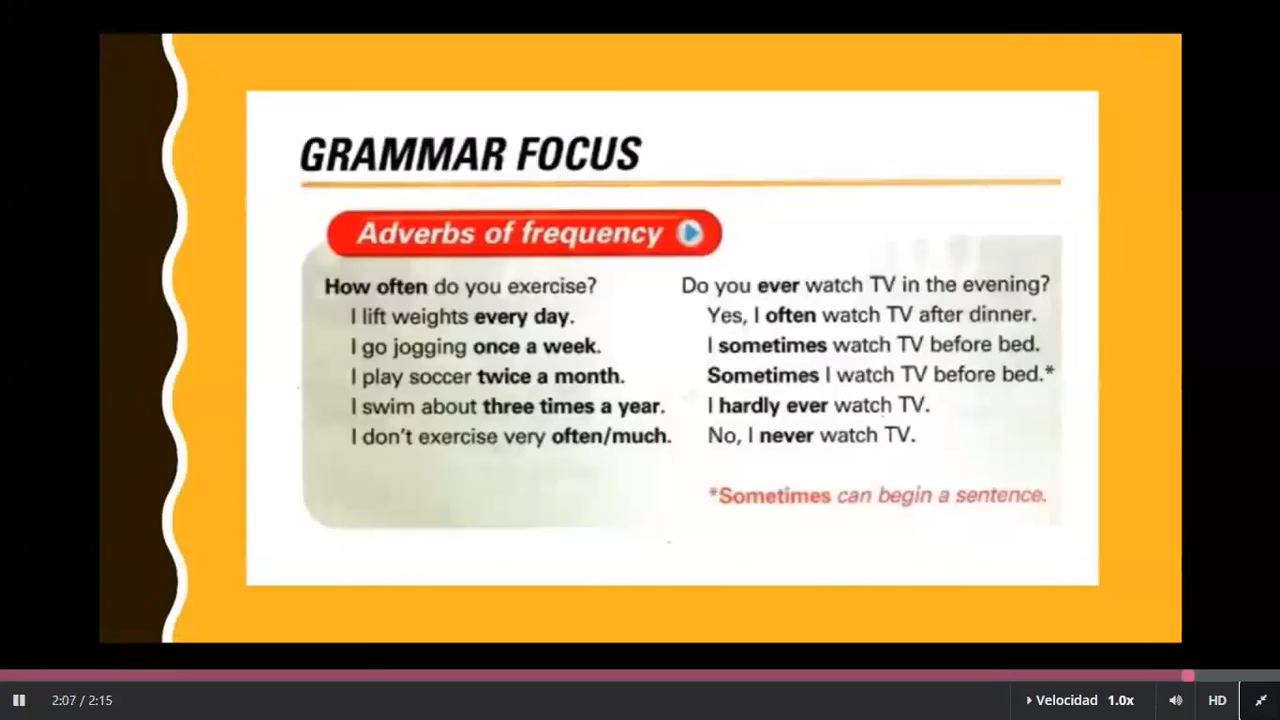 GRAMMAR FOCUS
Adverbs of frequency
How often do you exercise?
I lift weights every day.
I go jogging once a week.
I play soccer twice a month.
I swim about three times a year.
I don't exercise very often/much.
Do you ever watch TV in the evening?
Yes, I often watch TV after dinner.
I sometimes watch TV before bed.
Sometimes I watch TV before bed.*
I hardly ever watch TV.
No, I never watch TV.
*Sometimes can begin a sentence.
2:07 / 2:15
Velocidad 1.0x
HD